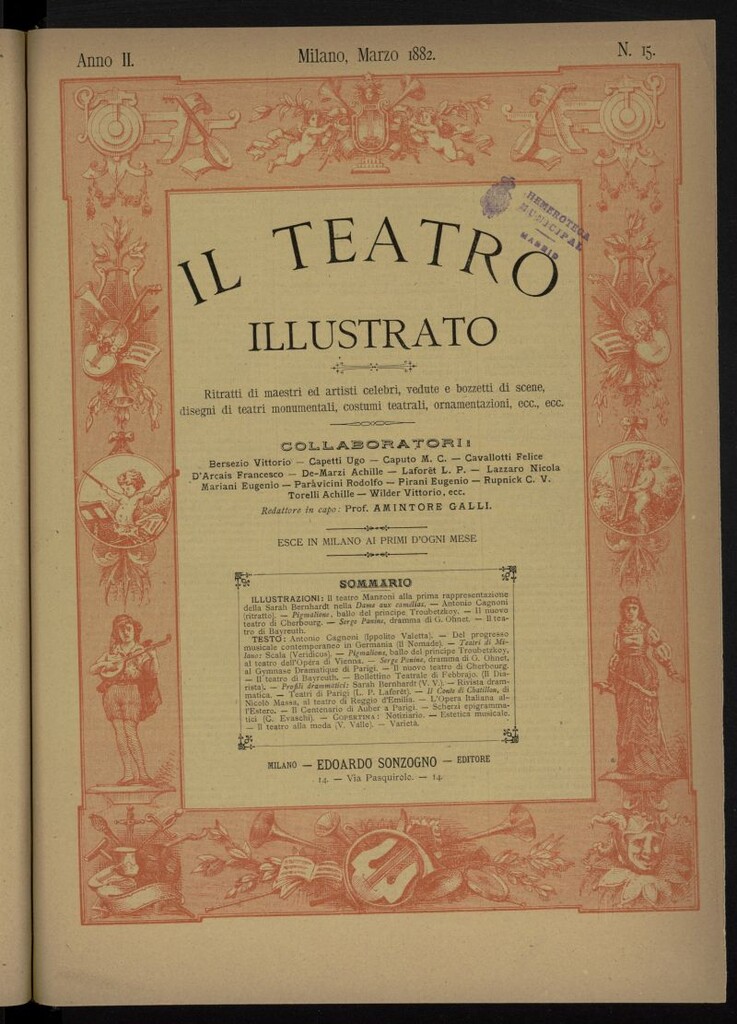 Anno II.
Milano, Marzo 1882.
N. 15.
HEMEROTECA
MUNICIPAL
MADRID
IL TEATRO
ILLUSTRATO
Ritratti di maestri ed artisti celebri, vedute e bozzetti di scene,
disegni di teatri monumentali, costumi teatrali, ornamentazioni, ecc., ecc.
COLLABORATORI:
Bersezio Vittorio — Capetti Ugo — Caputo M. C. — Cavallotti Felice
D'Arcais Francesco — De-Marzi Achille — Laforêt L. P. — Lazzaro Nicola
Mariani Eugenio — Paravicini Rodolfo — Pirani Eugenio — Rupnick C. V.
Torelli Achille — Wilder Vittorio, ecc.
Redattore in capo: Prof. AMINTORE GALLI.
ESCE IN MILANO AI PRIMI D'OGNI MESE
SOMMARIO
ILLUSTRAZIONI: Il teatro Manzoni alla prima rappresentazione
della Sarah Bernhardt nella Dame aux camélias. — Antonio Cagnoni
(ritratto). — Pigmalione, ballo del principe Troubetzkoy. — Il nuovo
teatro di Cherbourg. — Serge Panine, dramma di G. Ohnet. — Il tea-
tro di Bayreuth.
TESTO: Antonio Cagnoni (Ippolito Valetta). — Del progresso
musicale contemporaneo in Germania (Il Nomade). — Teatri di Mi-
lano: Scala (Veridicus). — Pigmalione, ballo del principe Troubetzkoy,
al teatro dell'Opéra di Vienna. — Serge Panine, dramma di G. Ohnet,
al Gymnase Dramatique di Parigi. — Il nuovo teatro di Cherbourg.
— Il teatro di Bayreuth. — Bollettino Teatrale di Febbrajo. (Il Dia-
rista). — Profili drammatici: Sarah Bernhardt (V. V.). — Rivista dram-
matica. — Teatri di Parigi (L. P. Laforêt). — Il Conte di Chatillon, di
Nicolò Massa, al teatro di Reggio d'Emilia. — L'Opera Italiana al-
l'Estero. — Il Centenario di Auber a Parigi. — Scherzi epigramma-
tici (C. Evaschi). — COPERTINA: Notiziario. — Estetica musicale.
— Il teatro alla moda (V. Valle). — Varietà.
MILANO — EDOARDO SONZOGNO — EDITORE
14. — Via Pasquirolo. — 14.